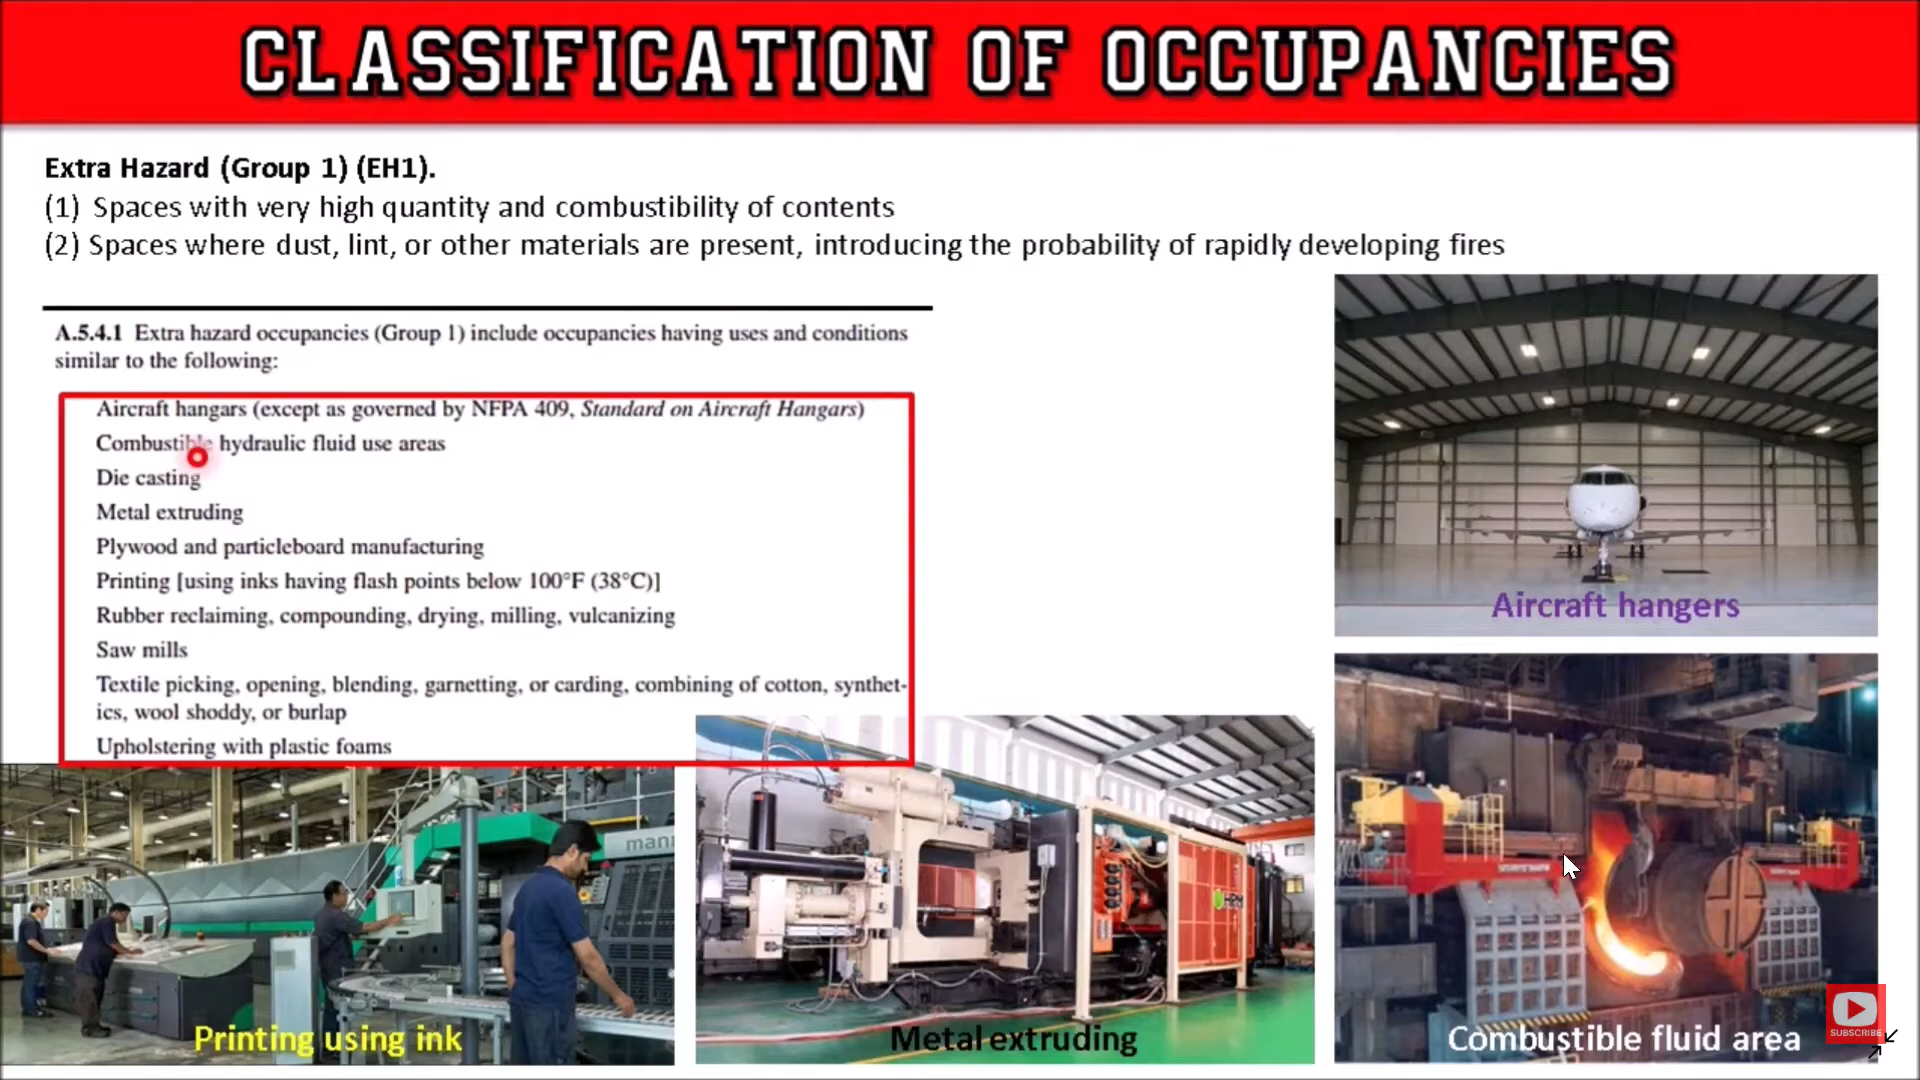 CLASSIFICATION OF OCCUPANCIES
Extra Hazard (Group 1) (EH1).
(1) Spaces with very high quantity and combustibility of contents
(2) Spaces where dust, lint, or other materials are present, introducing the probability of rapidly developing fires
A.5.4.1 Extra hazard occupancies (Group 1) include occupancies having uses and conditions
similar to the following:
Aircraft hangars (except as governed by NFPA 409, Standard on Aircraft Hangars)
Combustible hydraulic fluid use areas
Die casting
Metal extruding
Plywood and particleboard manufacturing
Printing [using inks having flash points below 100°F (38°C)]
Rubber reclaiming, compounding, drying, milling, vulcanizing
Saw mills
Textile picking, opening, blending, garnetting, or carding, combining of cotton, synthet-
ics, wool shoddy, or burlap
Upholstering with plastic foams
Aircraft hangers
Printing using ink
Metal extruding
Combustible fluid area
SUBSCRIBE